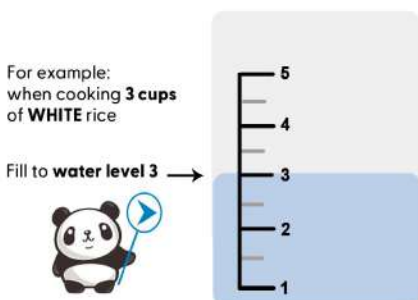 For example:
when cooking 3 cups
of WHITE rice
Fill to water level 3
5
4
3
2
1